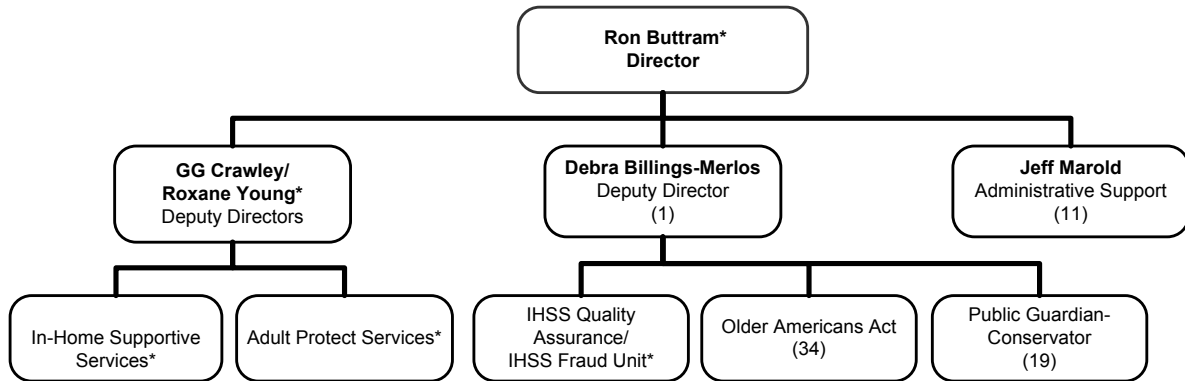 Ron Buttram*
Director
GG Crawley/
Roxane Young*
Deputy Directors
Debra Billings-Merlos
Deputy Director
(1)
Jeff Marold
Administrative Support
(11)
In-Home Supportive
Services*
Adult Protect Services*
IHSS Quality
Assurance/
IHSS Fraud Unit*
Older Americans Act
(34)
Public Guardian-
Conservator
(19)